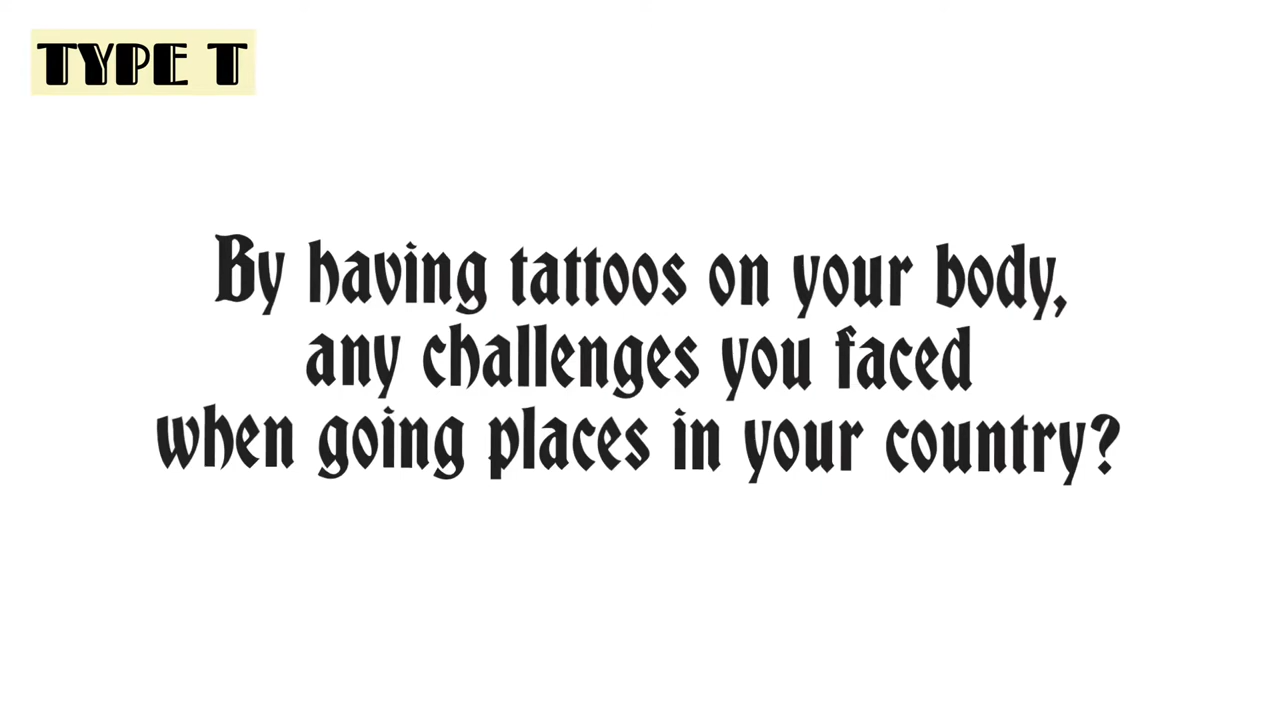 TYPE T
By having tattoos on your body,
any challenges you faced
when going places in your country?